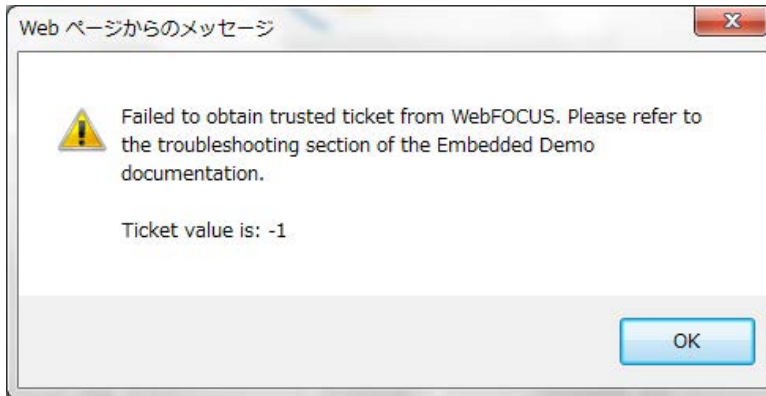 Web ページからのメッセージ
Failed to obtain trusted ticket from WebFOCUS. Please refer to
the troubleshooting section of the Embedded Demo
documentation.
Ticket value is: -1
OK